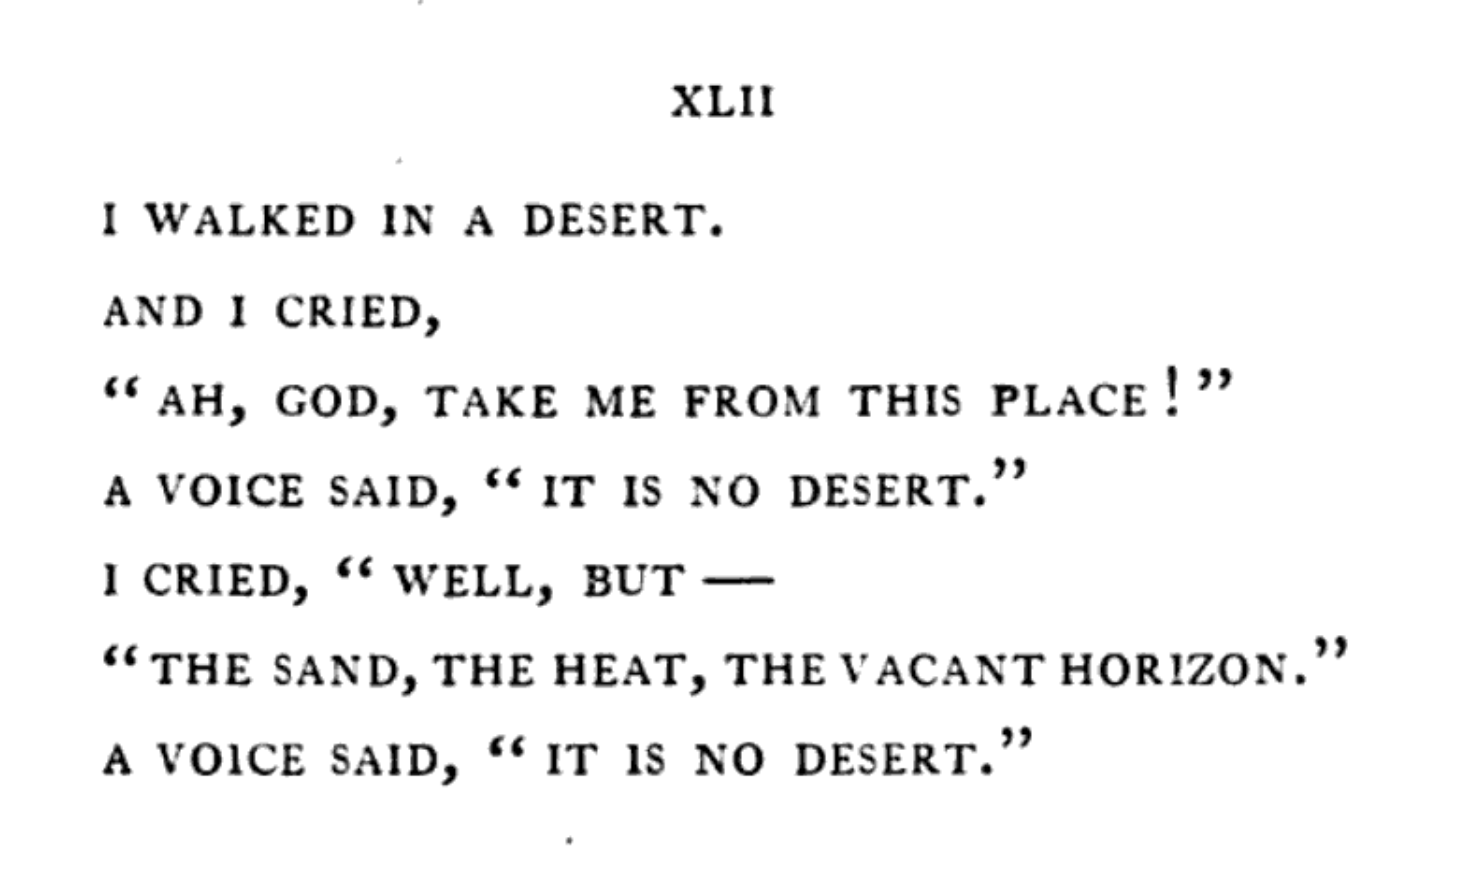 XLII
I WALKED IN A DESERT.
AND I CRIED,
“ AH, GOD, TAKE ME FROM THIS PLACE ! ”
A VOICE SAID, “ IT IS NO DESERT.”
I CRIED, “ WELL, BUT —
“ THE SAND, THE HEAT, THE VACANT HORIZON.”
A VOICE SAID, “ IT IS NO DESERT.”